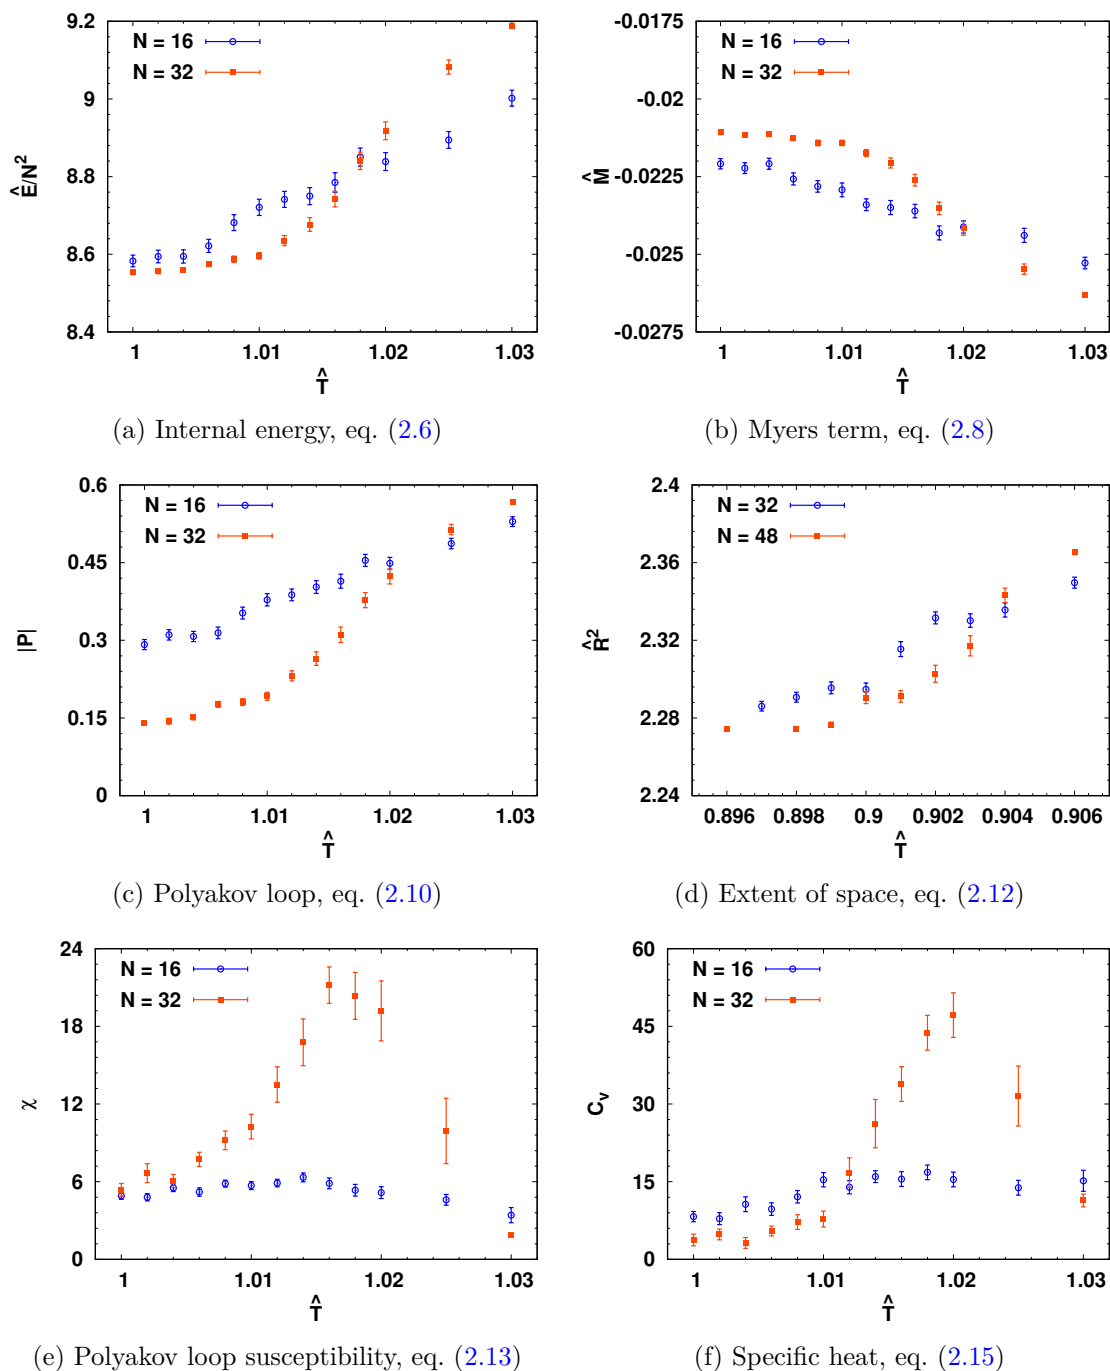 9.2
9
8.8
8.6
8.4
Ê/N²
N = 16
N = 32
1
1.01
1.02
1.03
T̂
(a) Internal energy, eq. (2.6)
-0.0175
-0.02
-0.0225
-0.025
-0.0275
M̂
N = 16
N = 32
1
1.01
1.02
1.03
T̂
(b) Myers term, eq. (2.8)
0.6
0.45
0.3
0.15
0
|P|
N = 16
N = 32
1
1.01
1.02
1.03
T̂
(c) Polyakov loop, eq. (2.10)
2.4
2.36
2.32
2.28
2.24
R̂²
N = 32
N = 48
0.896
0.898
0.9
0.902
0.904
0.906
T̂
(d) Extent of space, eq. (2.12)
24
18
12
6
0
χ
N = 16
N = 32
1
1.01
1.02
1.03
T̂
(e) Polyakov loop susceptibility, eq. (2.13)
60
45
30
15
0
Cᵥ
N = 16
N = 32
1
1.01
1.02
1.03
T̂
(f) Specific heat, eq. (2.15)